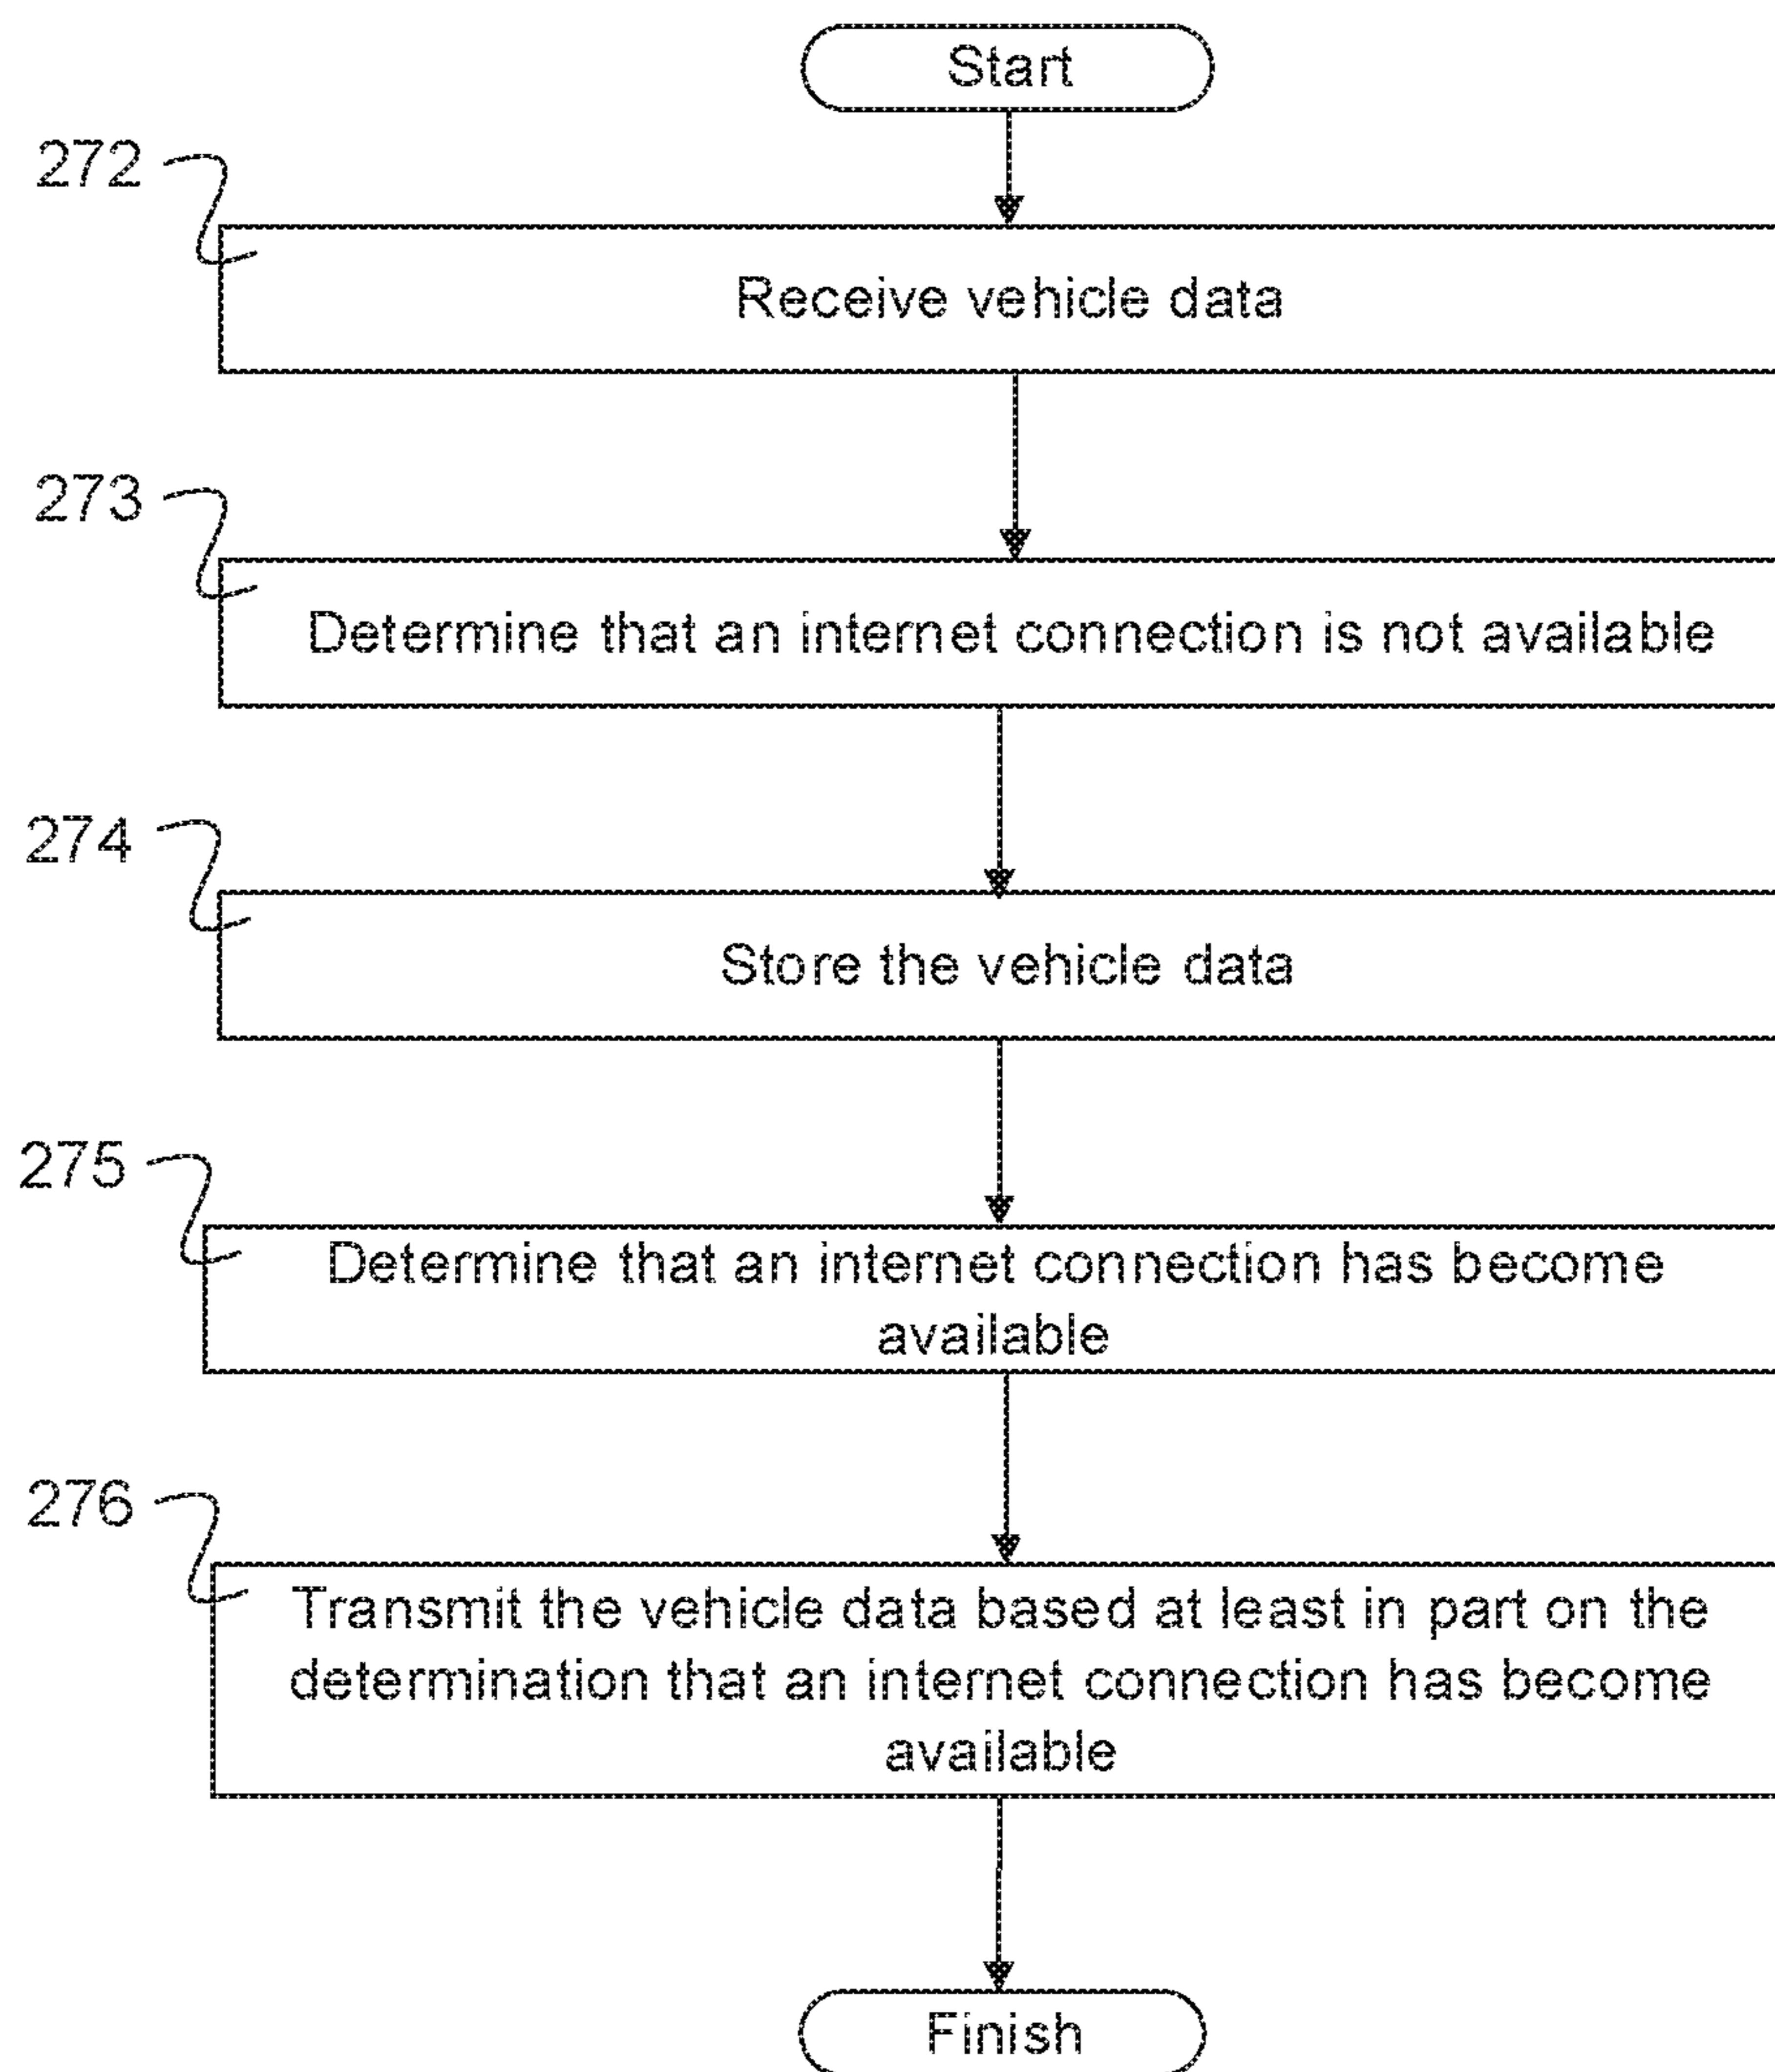 Start
272
Receive vehicle data
273
Determine that an internet connection is not available
274
Store the vehicle data
275
Determine that an internet connection has become
available
276
Transmit the vehicle data based at least in part on the
determination that an internet connection has become
available
Finish